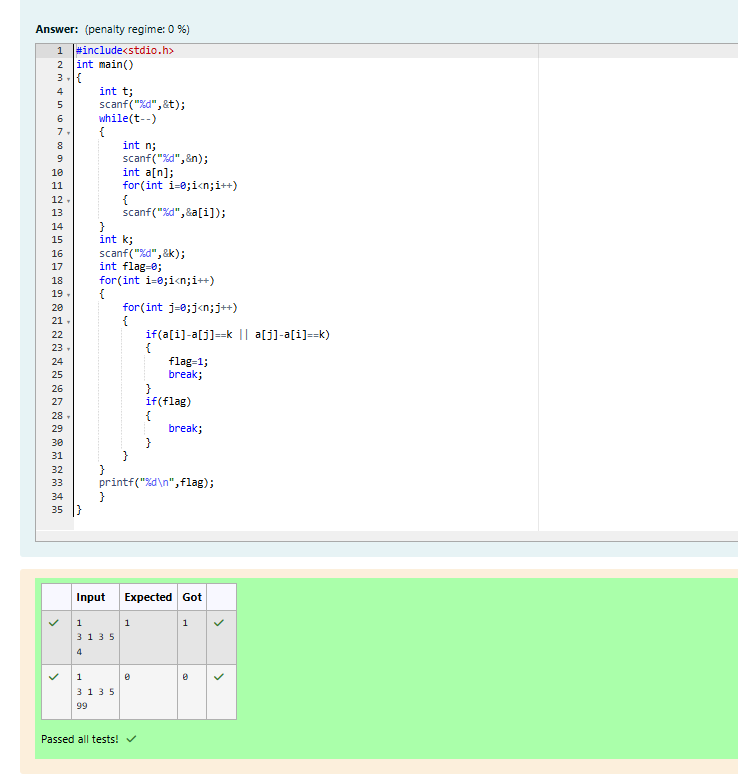 Answer: (penalty regime: 0 %)
1 #include<stdio.h>
2 int main()
3 {
4     int t;
5     scanf("%d",&t);
6     while(t--)
7     {
8         int n;
9         scanf("%d",&n);
10         int a[n];
11         for(int i=0;i<n;i++)
12         {
13         scanf("%d",&a[i]);
14     }
15     int k;
16     scanf("%d",&k);
17     int flag=0;
18     for(int i=0;i<n;i++)
19     {
20         for(int j=0;j<n;j++)
21         {
22             if(a[i]-a[j]==k || a[j]-a[i]==k)
23             {
24                 flag=1;
25                 break;
26             }
27             if(flag)
28             {
29                 break;
30             }
31         }
32     }
33     printf("%d\n",flag);
34     }
35 }
Input Expected Got
1 1 1
3 1 3 5
4
1 0 0
3 1 3 5
99
Passed all tests!